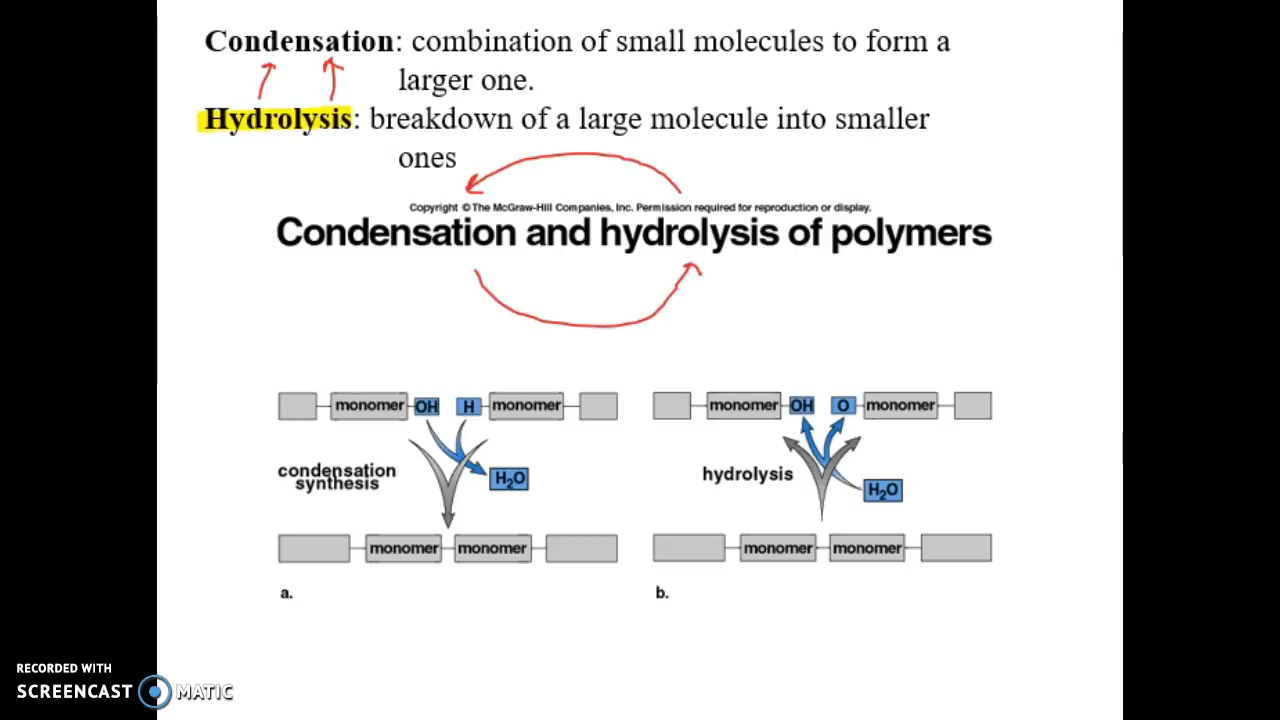 Condensation: combination of small molecules to form a
larger one.
Hydrolysis: breakdown of a large molecule into smaller
ones
Copyright © The McGraw-Hill Companies, Inc. Permission required for reproduction or display.
Condensation and hydrolysis of polymers
monomer OH H monomer
condensation
synthesis
H₂O
monomer monomer
a.
monomer OH O monomer
hydrolysis
H₂O
monomer monomer
b.
RECORDED WITH
SCREENCAST MATIC